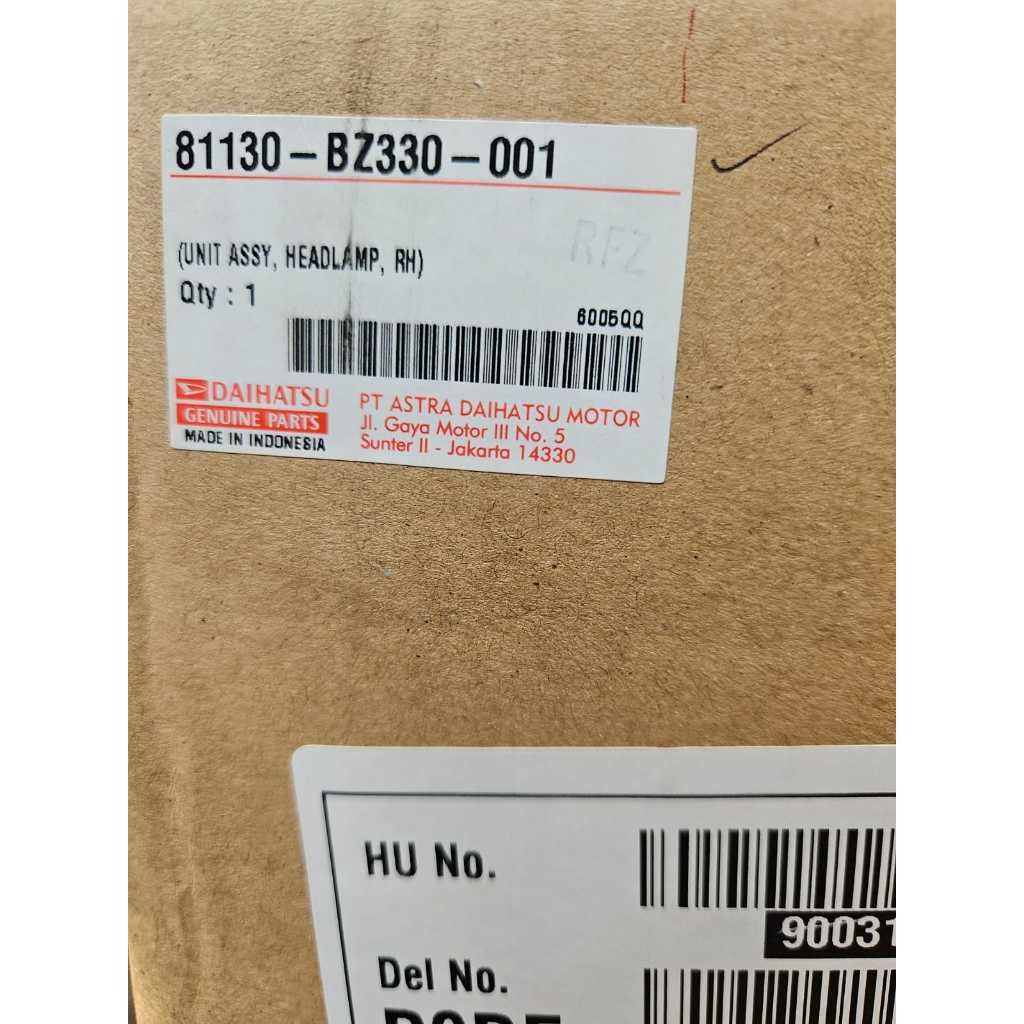 81130-BZ330-001
RFZ
(UNIT ASSY, HEADLAMP, RH)
Qty : 1
6005QQ
DAIHATSU
GENUINE PARTS
MADE IN INDONESIA
PT ASTRA DAIHATSU MOTOR
Jl. Gaya Motor III No. 5
Sunter II - Jakarta 14330
HU No.
90031
Del No.